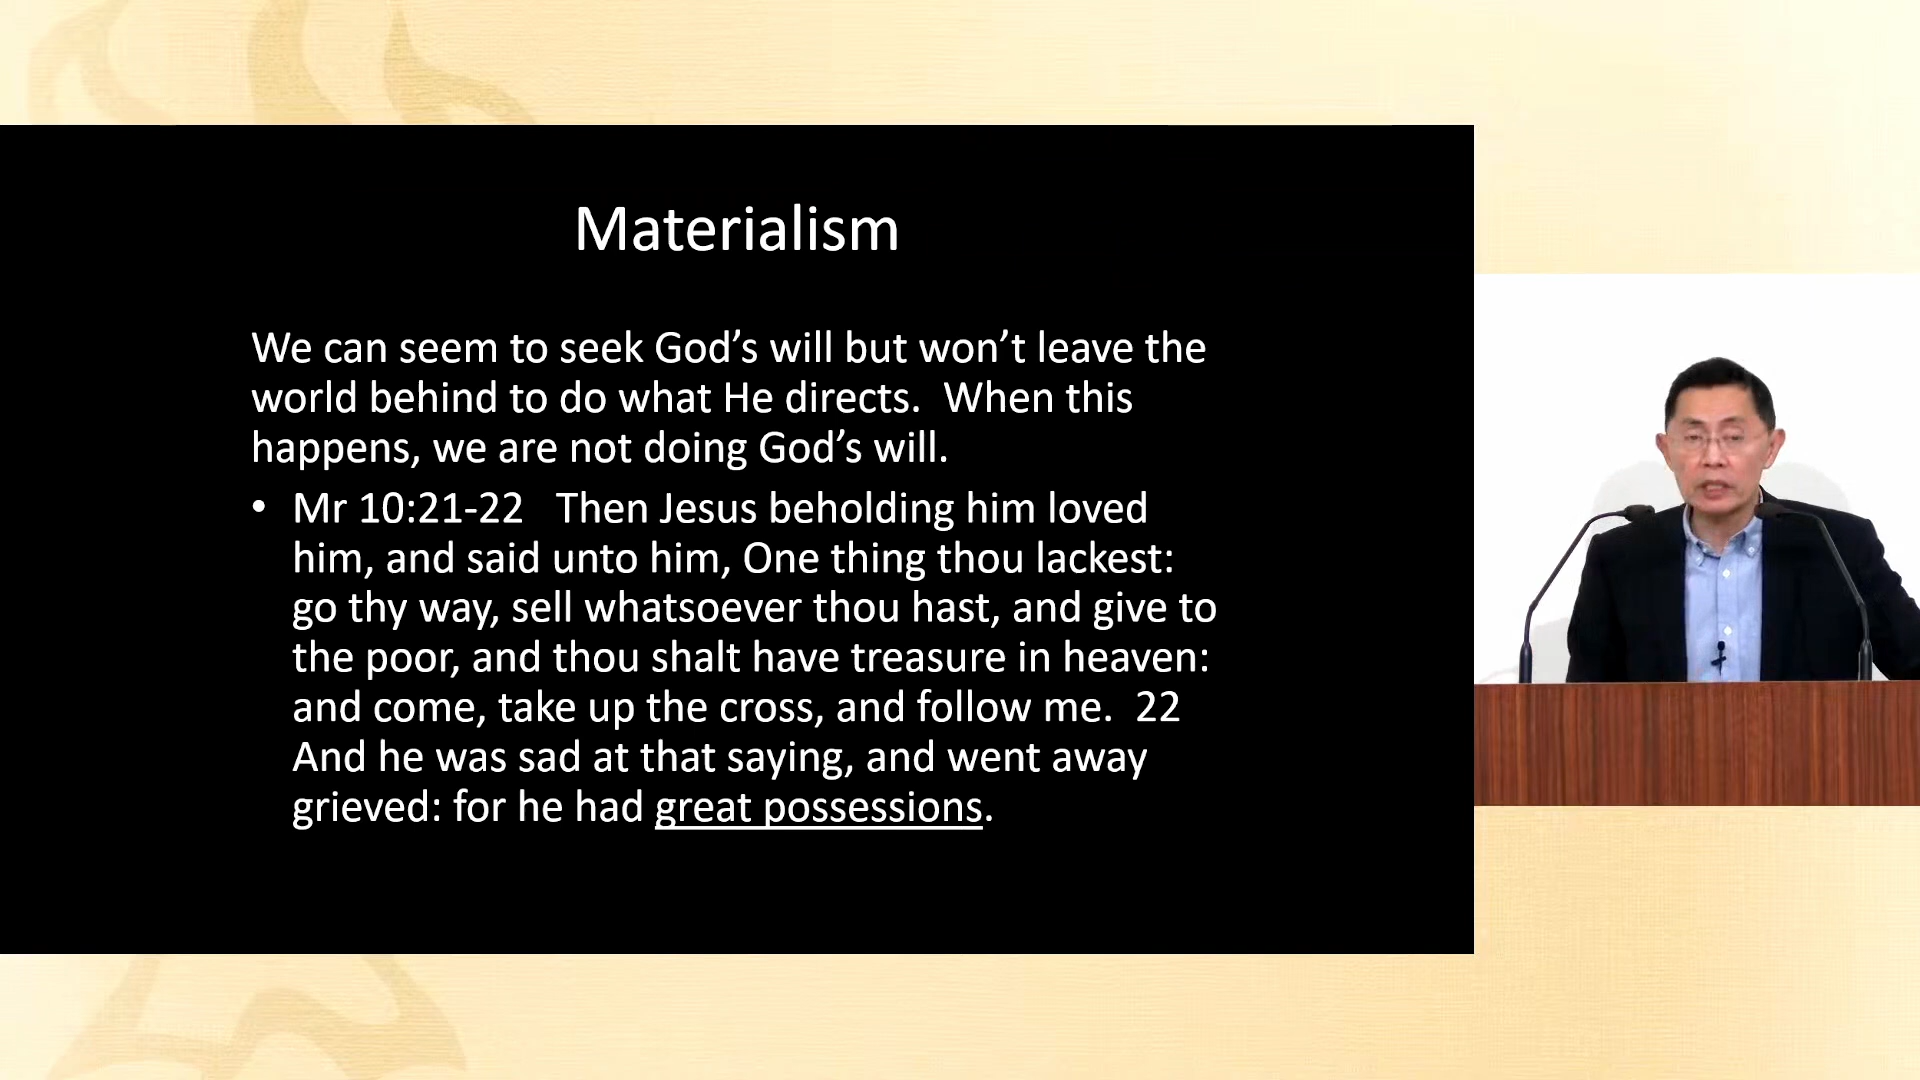 Materialism
We can seem to seek God’s will but won’t leave the
world behind to do what He directs.  When this
happens, we are not doing God’s will.
• Mr 10:21-22   Then Jesus beholding him loved
him, and said unto him, One thing thou lackest:
go thy way, sell whatsoever thou hast, and give to
the poor, and thou shalt have treasure in heaven:
and come, take up the cross, and follow me.  22
And he was sad at that saying, and went away
grieved: for he had great possessions.